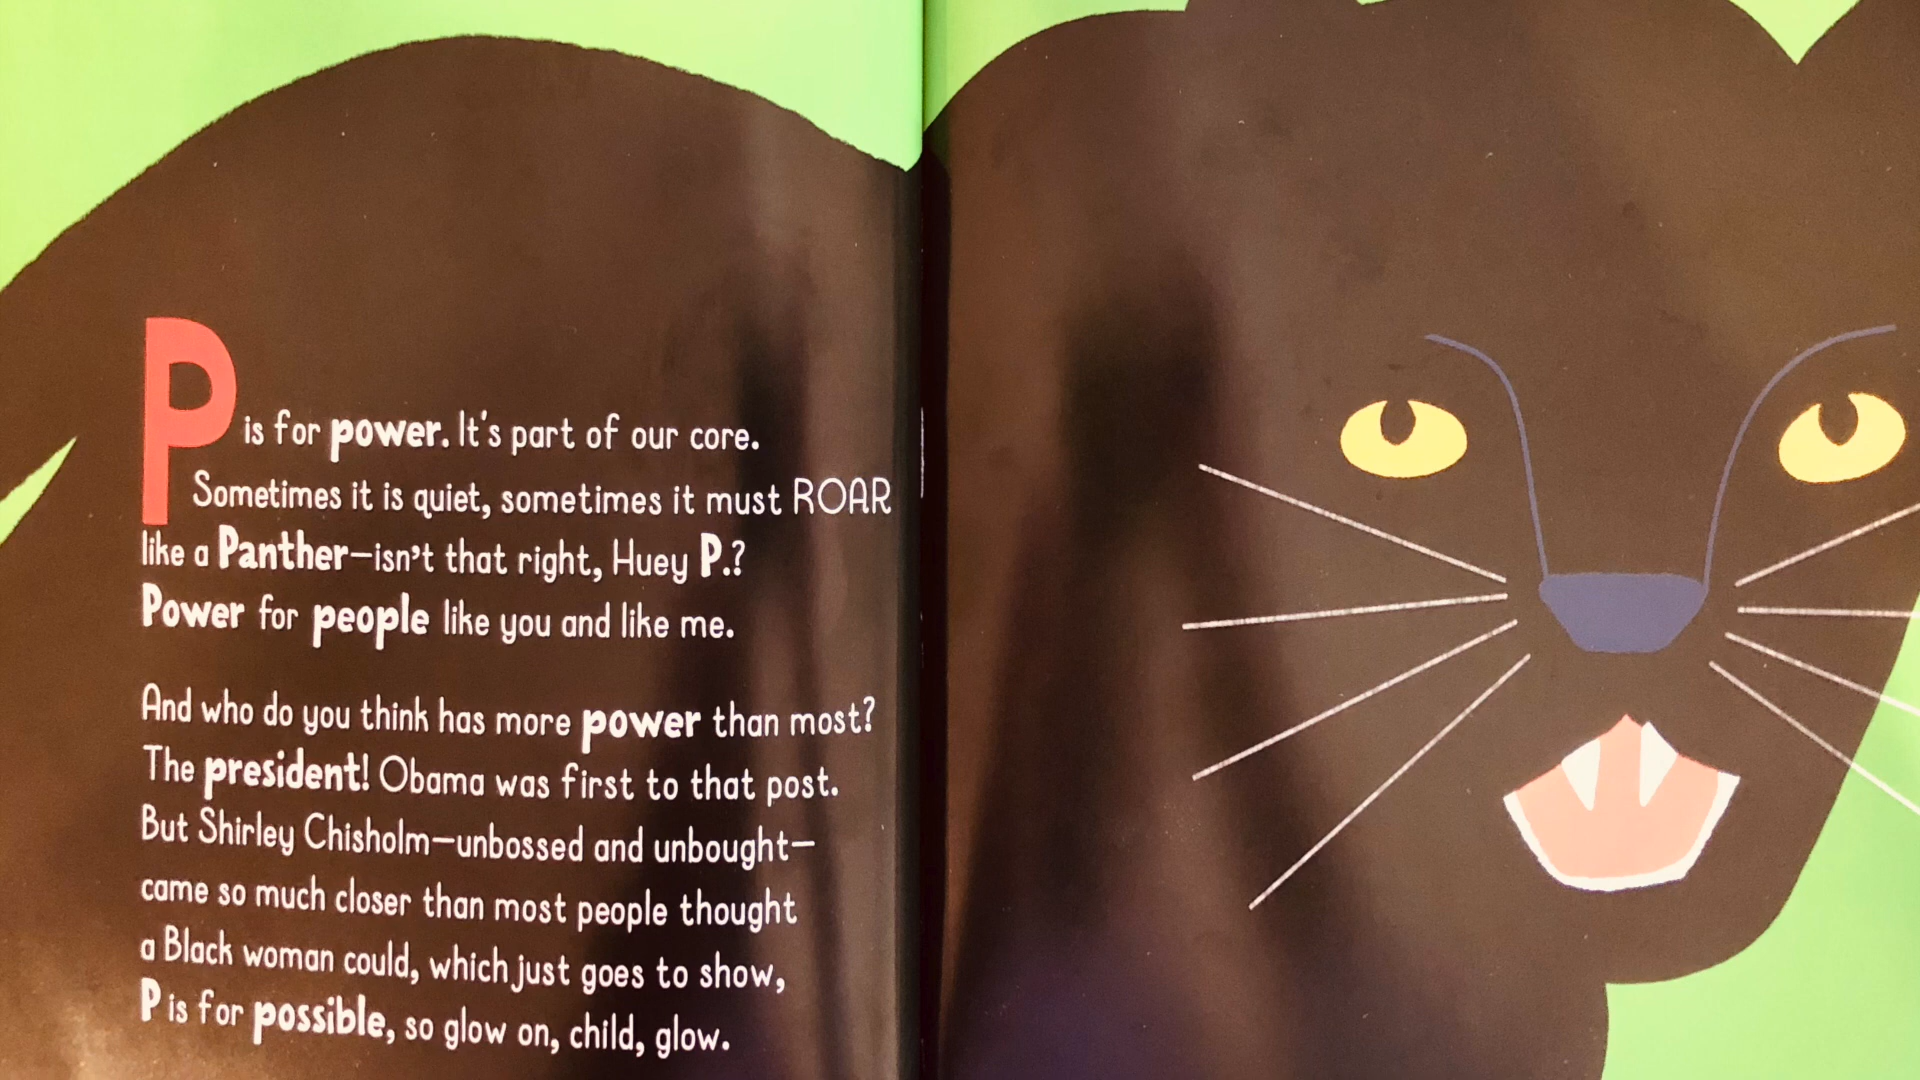 P is for power. It's part of our core.
Sometimes it is quiet, sometimes it must ROAR
like a Panther—isn't that right, Huey P.?
Power for people like you and like me.
And who do you think has more power than most?
The president! Obama was first to that post.
But Shirley Chisholm—unbossed and unbought—
came so much closer than most people thought
a Black woman could, which just goes to show,
P is for possible, so glow on, child, glow.